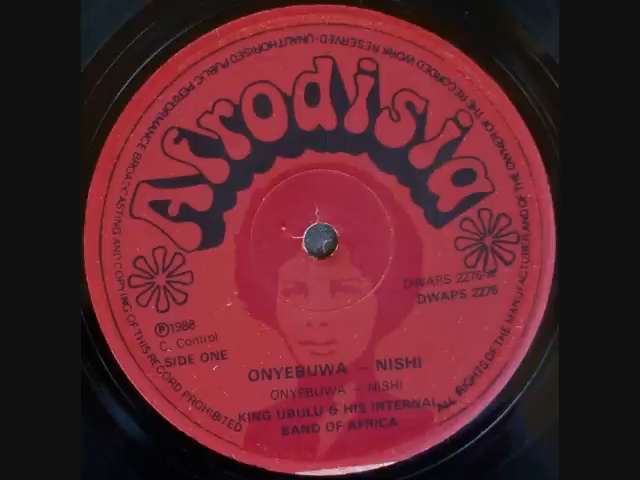 UNAUTHORISED PUBLIC PERFORMANCE BROADCASTING AND COPYING OF THIS RECORD PROHIBITED
ALL RIGHTS OF THE MANUFACTURER AND OF THE OWNER OF THE RECORDED WORK RESERVED-
Afrodisia
DWAPS 2276-A
DWAPS 2276
℗1988
C. Control
SIDE ONE
ONYEBUWA – NISHI
ONYEBUWA – NISHI
KING UBULU & HIS INTERNAL
BAND OF AFRICA